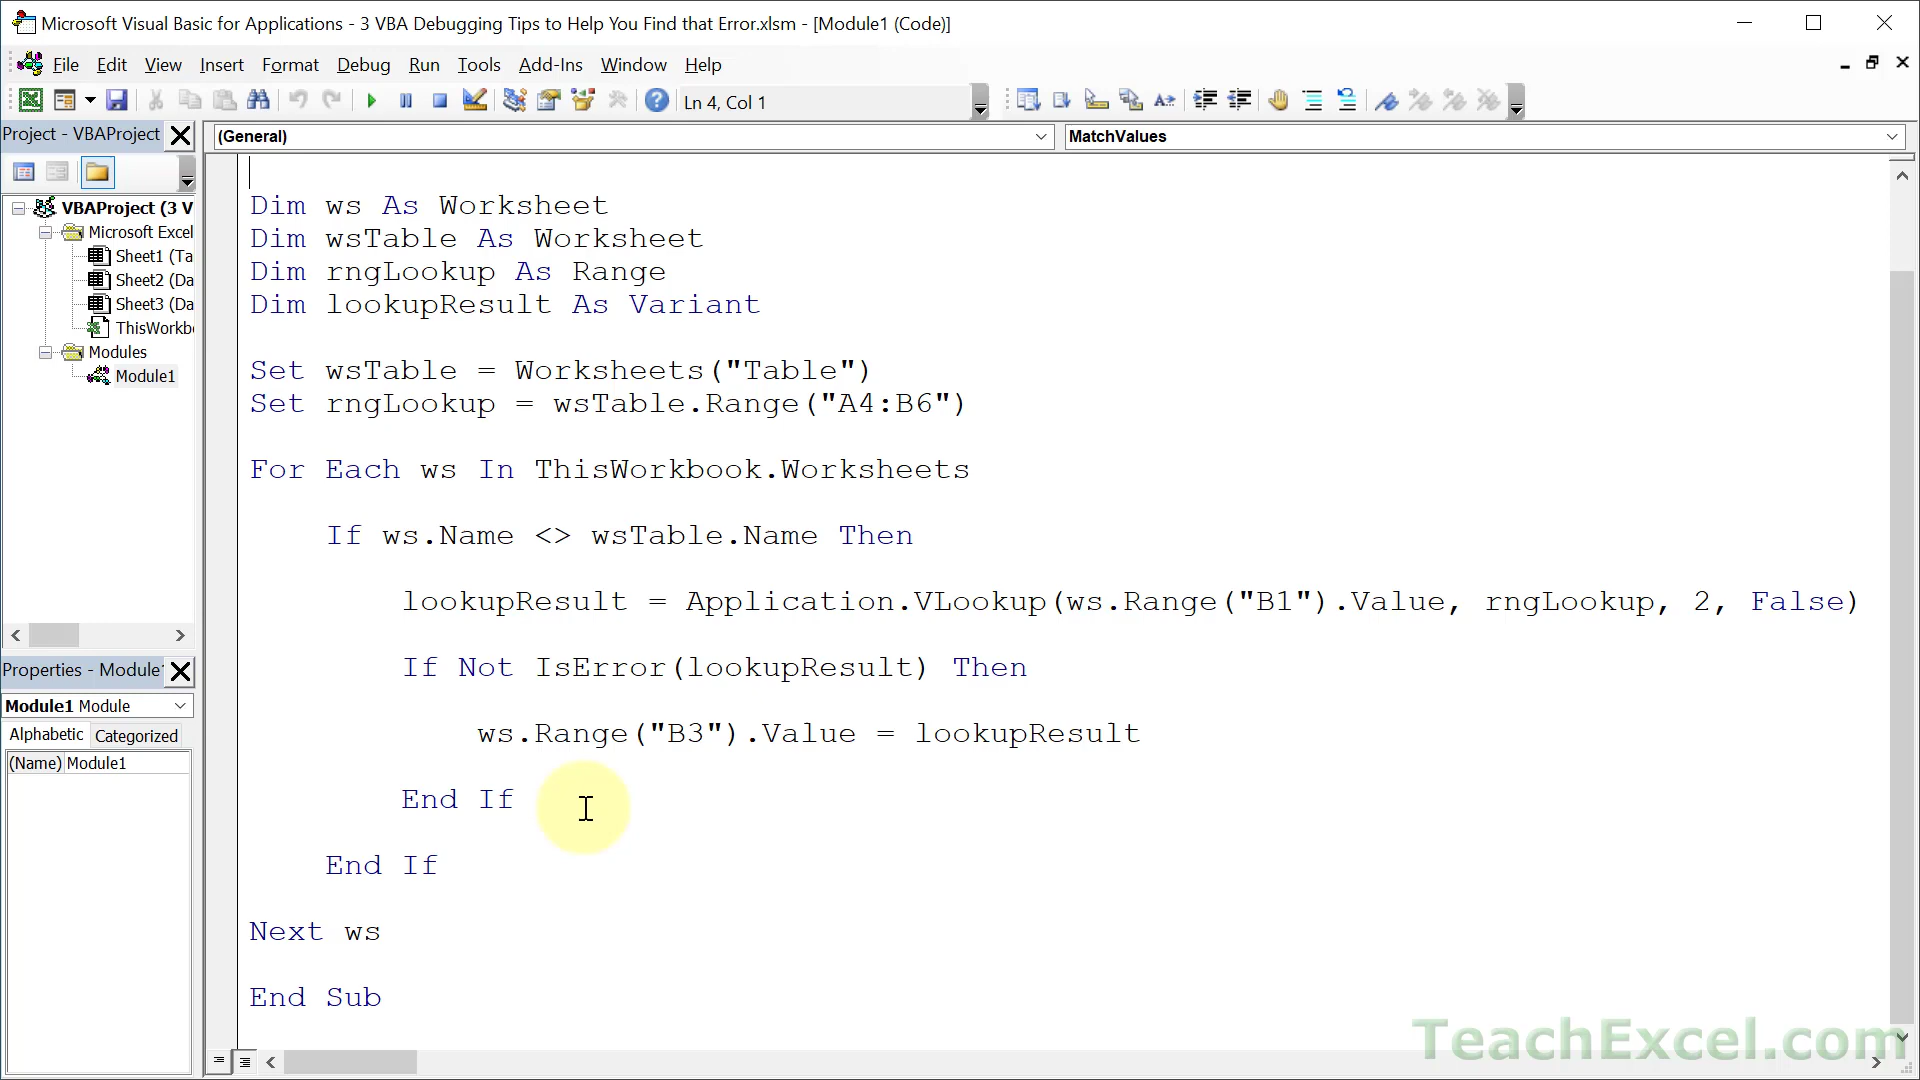 Microsoft Visual Basic for Applications - 3 VBA Debugging Tips to Help You Find that Error.xlsm - [Module1 (Code)]
File Edit View Insert Format Debug Run Tools Add-Ins Window Help
Ln 4, Col 1
Project - VBAProject
(General)
MatchValues
VBAProject (3 V
Microsoft Excel
Sheet1 (Ta
Sheet2 (Da
Sheet3 (Da
ThisWorkb
Modules
Module1
Properties - Module
Module1 Module
Alphabetic Categorized
(Name) Module1
Dim ws As Worksheet
Dim wsTable As Worksheet
Dim rngLookup As Range
Dim lookupResult As Variant
Set wsTable = Worksheets("Table")
Set rngLookup = wsTable.Range("A4:B6")
For Each ws In ThisWorkbook.Worksheets
If ws.Name <> wsTable.Name Then
lookupResult = Application.VLookup(ws.Range("B1").Value, rngLookup, 2, False)
If Not IsError(lookupResult) Then
ws.Range("B3").Value = lookupResult
End If
End If
Next ws
End Sub
TeachExcel.com